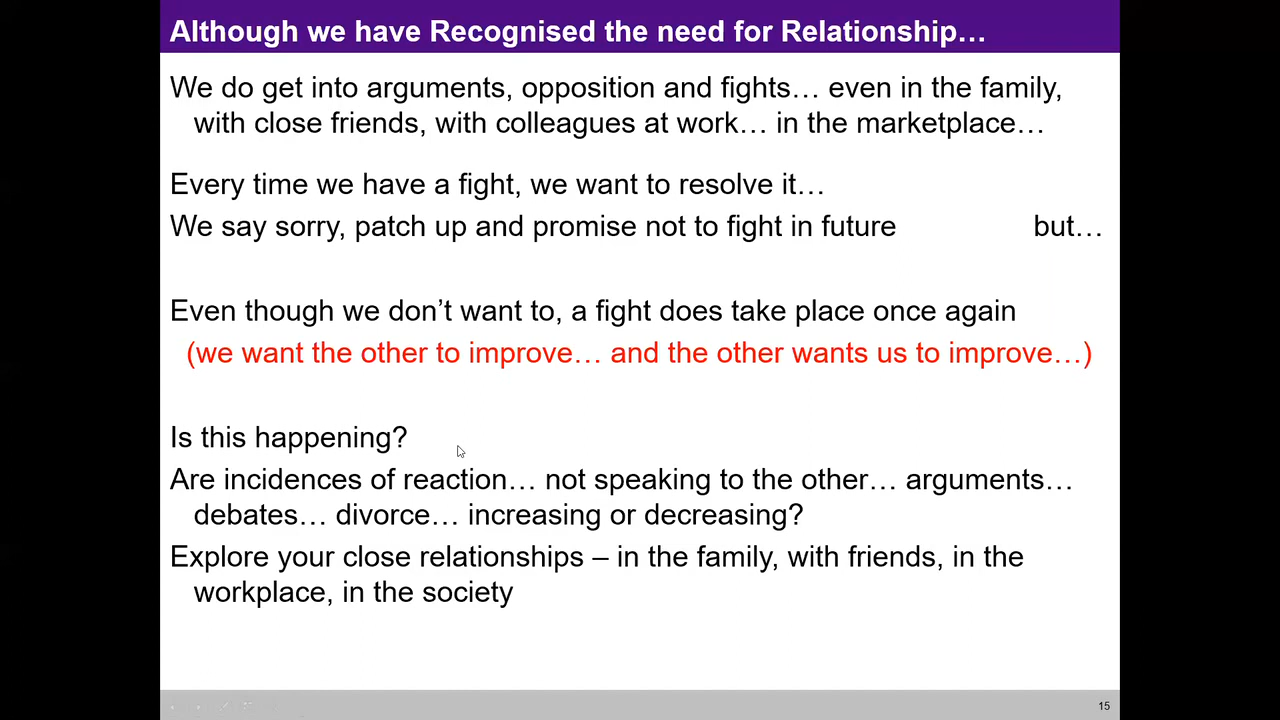 Although we have Recognised the need for Relationship…
We do get into arguments, opposition and fights… even in the family,
with close friends, with colleagues at work… in the marketplace…
Every time we have a fight, we want to resolve it…
We say sorry, patch up and promise not to fight in future but…
Even though we don’t want to, a fight does take place once again
(we want the other to improve… and the other wants us to improve…)
Is this happening?
Are incidences of reaction… not speaking to the other… arguments…
debates… divorce… increasing or decreasing?
Explore your close relationships – in the family, with friends, in the
workplace, in the society
15